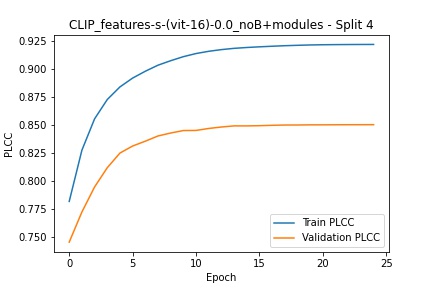 CLIP_features-s-(vit-16)-0.0_noB+modules - Split 4
0.925
0.900
0.875
0.850
0.825
0.800
0.775
0.750
PLCC
Train PLCC
Validation PLCC
0 5 10 15 20 25
Epoch